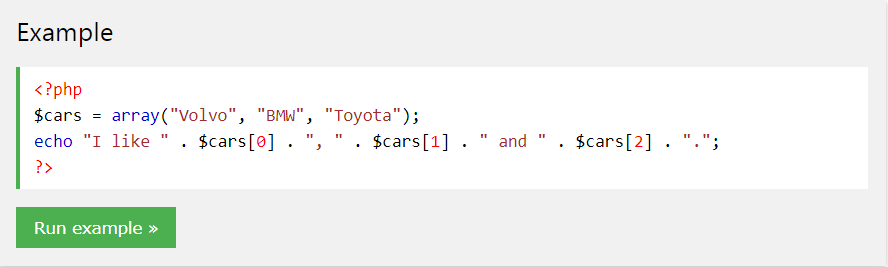 Example
<?php
$cars = array("Volvo", "BMW", "Toyota");
echo "I like " . $cars[0] . ", " . $cars[1] . " and " . $cars[2] . ".";
?>
Run example »